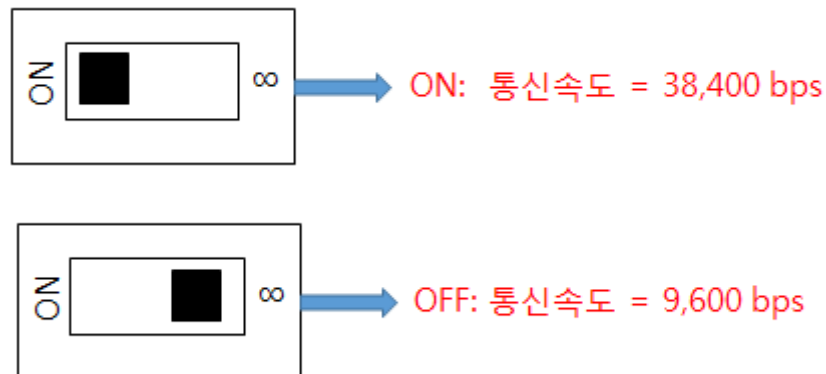 ON 8 ON: 통신속도 = 38,400 bps
ON 8 OFF: 통신속도 = 9,600 bps